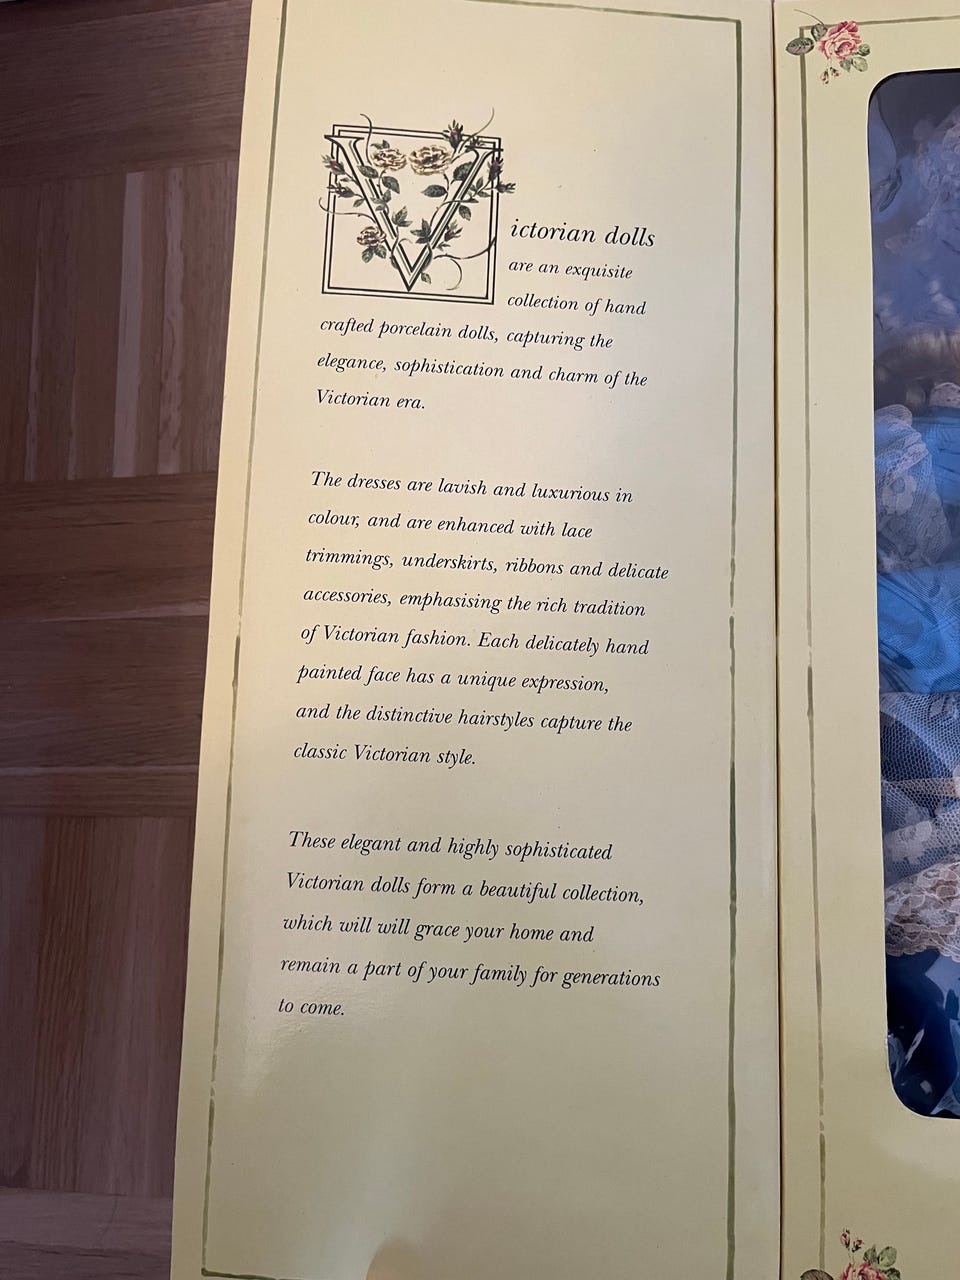 Victorian dolls
are an exquisite
collection of hand
crafted porcelain dolls, capturing the
elegance, sophistication and charm of the
Victorian era.
The dresses are lavish and luxurious in
colour, and are enhanced with lace
trimmings, underskirts, ribbons and delicate
accessories, emphasising the rich tradition
of Victorian fashion. Each delicately hand
painted face has a unique expression,
and the distinctive hairstyles capture the
classic Victorian style.
These elegant and highly sophisticated
Victorian dolls form a beautiful collection,
which will will grace your home and
remain a part of your family for generations
to come.